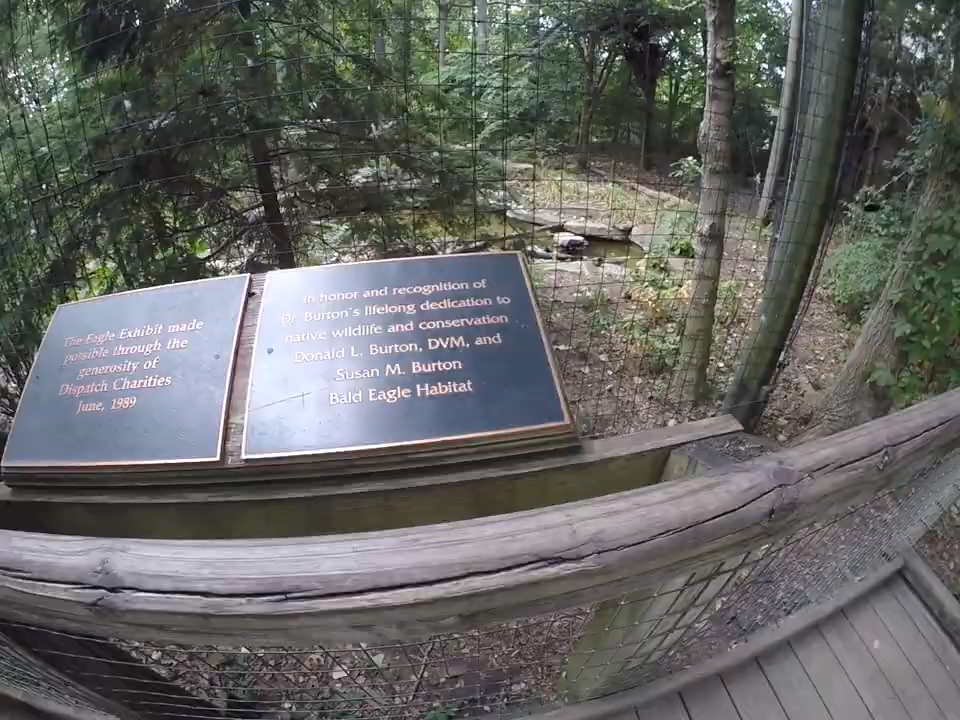 The Eagle Exhibit made
possible through the
generosity of
Dispatch Charities
June, 1989
In honor and recognition of
Dr. Burton's lifelong dedication to
native wildlife and conservation
Donald L. Burton, DVM, and
Susan M. Burton
Bald Eagle Habitat